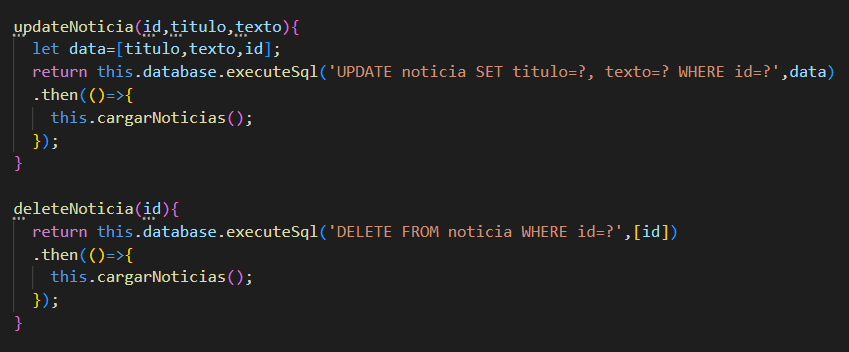 updateNoticia(id,titulo,texto){
let data=[titulo,texto,id];
return this.database.executeSql('UPDATE noticia SET titulo=?, texto=? WHERE id=?',data)
.then(()=>{
this.cargarNoticias();
});
}
deleteNoticia(id){
return this.database.executeSql('DELETE FROM noticia WHERE id=?',[id])
.then(()=>{
this.cargarNoticias();
});
}